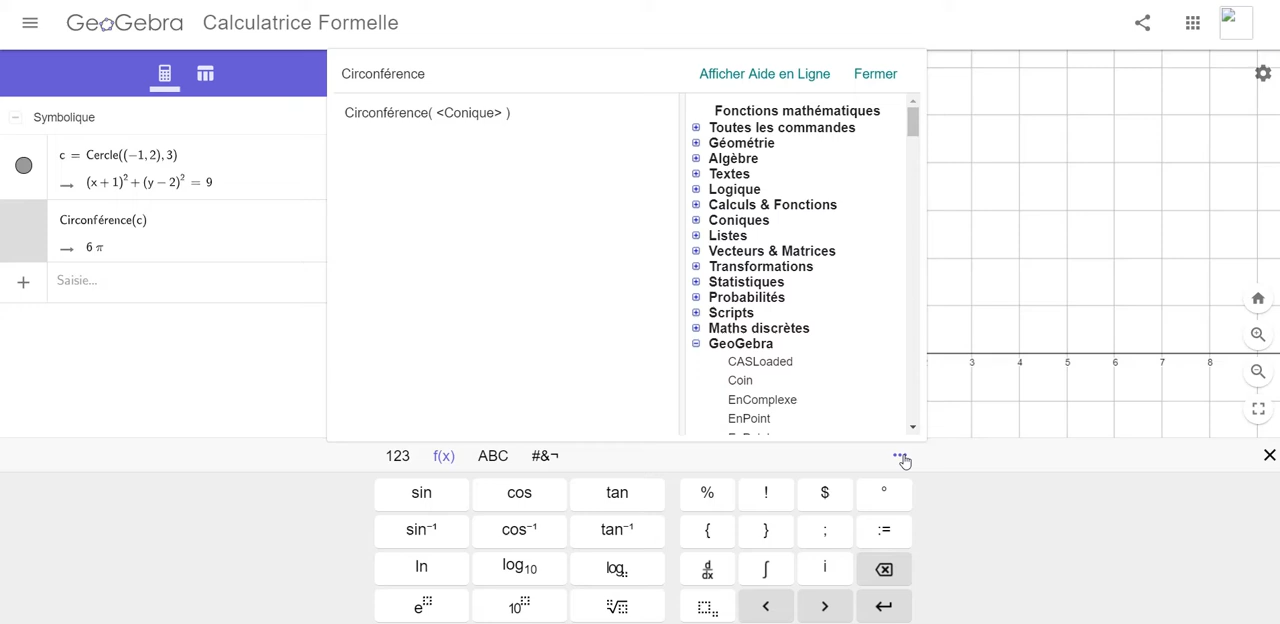 GeoGebra Calculatrice Formelle
Circonférence Afficher Aide en Ligne Fermer
Symbolique
c = Cercle((−1, 2), 3)
→ (x + 1)² + (y − 2)² = 9
Circonférence(c)
→ 6 π
+ Saisie...
Circonférence( <Conique> )
Fonctions mathématiques
Toutes les commandes
Géométrie
Algèbre
Textes
Logique
Calculs & Fonctions
Coniques
Listes
Vecteurs & Matrices
Transformations
Statistiques
Probabilités
Scripts
Maths discrètes
GeoGebra
CASLoaded
Coin
EnComplexe
EnPoint
3 4 5 6 7 8
123 f(x) ABC #&¬
sin cos tan % ! $ °
sin⁻¹ cos⁻¹ tan⁻¹ { } ; :=
ln log₁₀ log d/dx ∫ i
e 10 √ < >